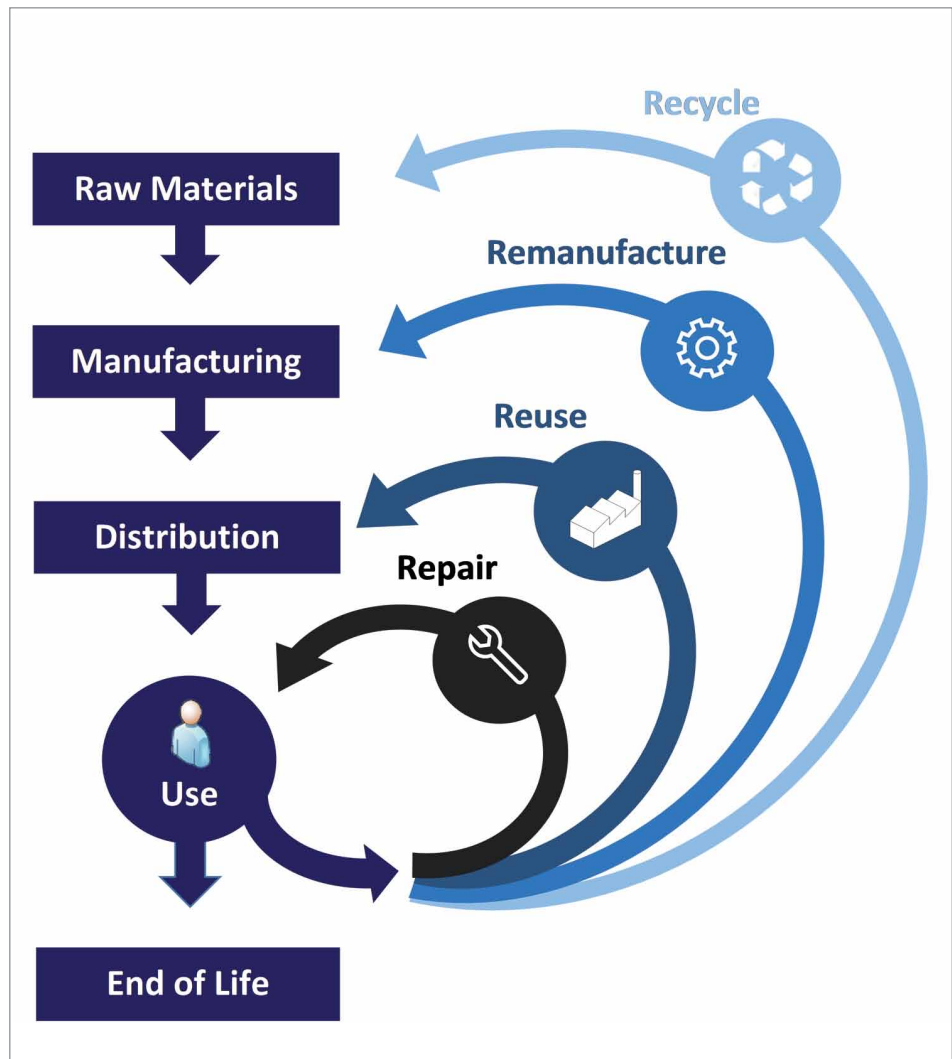 Recycle
Raw Materials
Remanufacture
Manufacturing
Reuse
Distribution
Repair
Use
End of Life